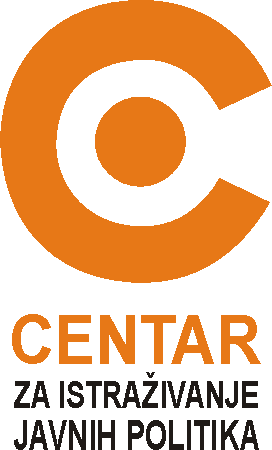 CENTAR
ZA ISTRAŽIVANJE
JAVNIH POLITIKA